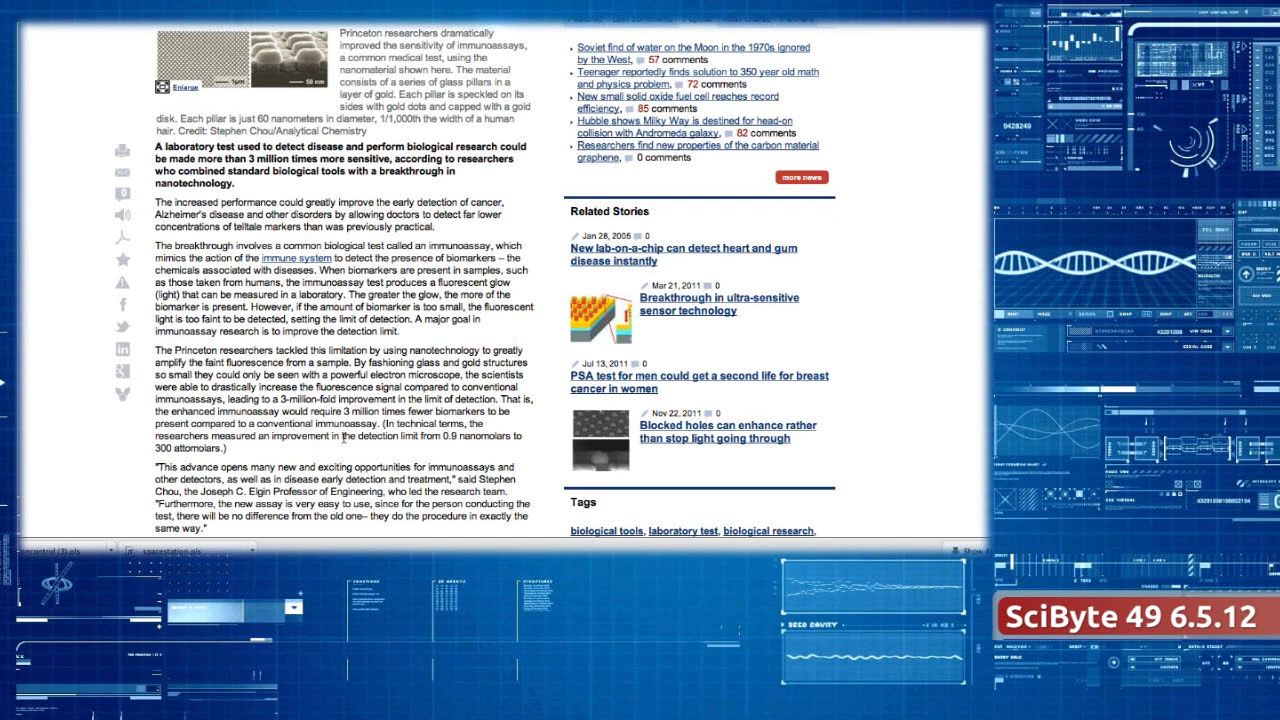 Princeton researchers dramatically
improved the sensitivity of immunoassays,
a common medical test, using the
nanomaterial shown here. The material
consists of a series of glass pillars in a
layer of gold. Each pillar is speckled on its
sides with gold dots and capped with a gold
Enlarge
disk. Each pillar is just 60 nanometers in diameter, 1/1,000th the width of a human
hair. Credit: Stephen Chou/Analytical Chemistry
A laboratory test used to detect disease and perform biological research could
be made more than 3 million times more sensitive, according to researchers
who combined standard biological tools with a breakthrough in
nanotechnology.
The increased performance could greatly improve the early detection of cancer,
Alzheimer's disease and other disorders by allowing doctors to detect far lower
concentrations of telltale markers than was previously practical.
The breakthrough involves a common biological test called an immunoassay, which
mimics the action of the immune system to detect the presence of biomarkers – the
chemicals associated with diseases. When biomarkers are present in samples, such
as those taken from humans, the immunoassay test produces a fluorescent glow
(light) that can be measured in a laboratory. The greater the glow, the more of the
biomarker is present. However, if the amount of biomarker is too small, the fluorescent
light is too faint to be detected, setting the limit of detection. A major goal in
immunoassay research is to improve the detection limit.
The Princeton researchers tackled this limitation by using nanotechnology to greatly
amplify the faint fluorescence from a sample. By fashioning glass and gold structures
so small they could only be seen with a powerful electron microscope, the scientists
were able to drastically increase the fluorescence signal compared to conventional
immunoassays, leading to a 3-million-fold improvement in the limit of detection. That is,
the enhanced immunoassay would require 3 million times fewer biomarkers to be
present compared to a conventional immunoassay. (In technical terms, the
researchers measured an improvement in the detection limit from 0.9 nanomolars to
300 attomolars.)
"This advance opens many new and exciting opportunities for immunoassays and
other detectors, as well as in disease early detection and treatment," said Stephen
Chou, the Joseph C. Elgin Professor of Engineering, who led the research team.
"Furthermore, the new assay is very easy to use, since for the person conducting the
test, there will be no difference from the old one– they do the procedure in exactly the
same way."
Soviet find of water on the Moon in the 1970s ignored
by the West, 57 comments
Teenager reportedly finds solution to 350 year old math
and physics problem, 72 comments
New small solid oxide fuel cell reaches record
efficiency, 85 comments
Hubble shows Milky Way is destined for head-on
collision with Andromeda galaxy, 82 comments
Researchers find new properties of the carbon material
graphene, 0 comments
more news
Related Stories
Jan 28, 2005 0
New lab-on-a-chip can detect heart and gum
disease instantly
Mar 21, 2011 0
Breakthrough in ultra-sensitive
sensor technology
Jul 13, 2011 0
PSA test for men could get a second life for breast
cancer in women
Nov 22, 2011 0
Blocked holes can enhance rather
than stop light going through
Tags
biological tools, laboratory test, biological research,
spacestation.pls
9428249
SciByte 49 6.5.12